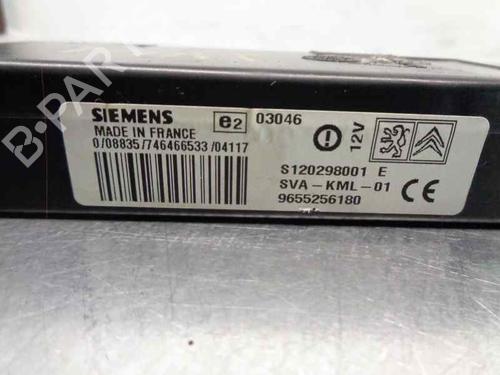 B-PARTS
SIEMENS
e2 03046
MADE IN FRANCE
12V
0/08835/746466533/04117
S120298001 E
SVA-KML-01 CE
9655256180